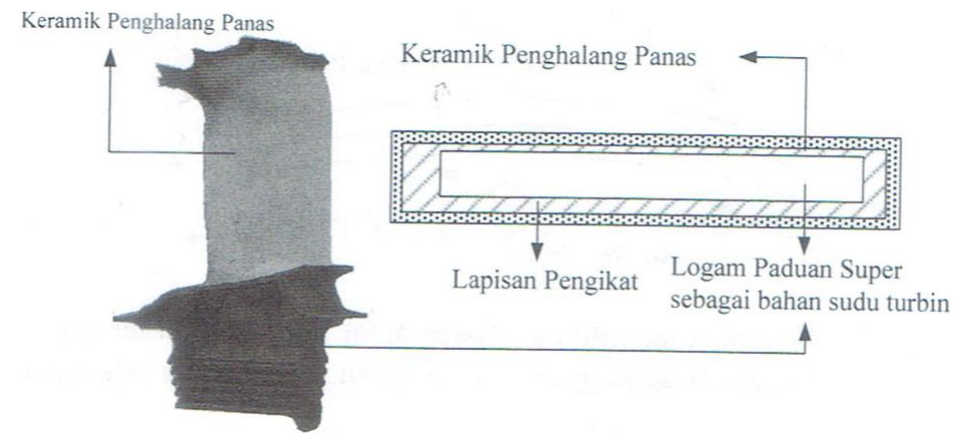 Keramik Penghalang Panas
Keramik Penghalang Panas
Lapisan Pengikat
Logam Paduan Super
sebagai bahan sudu turbin